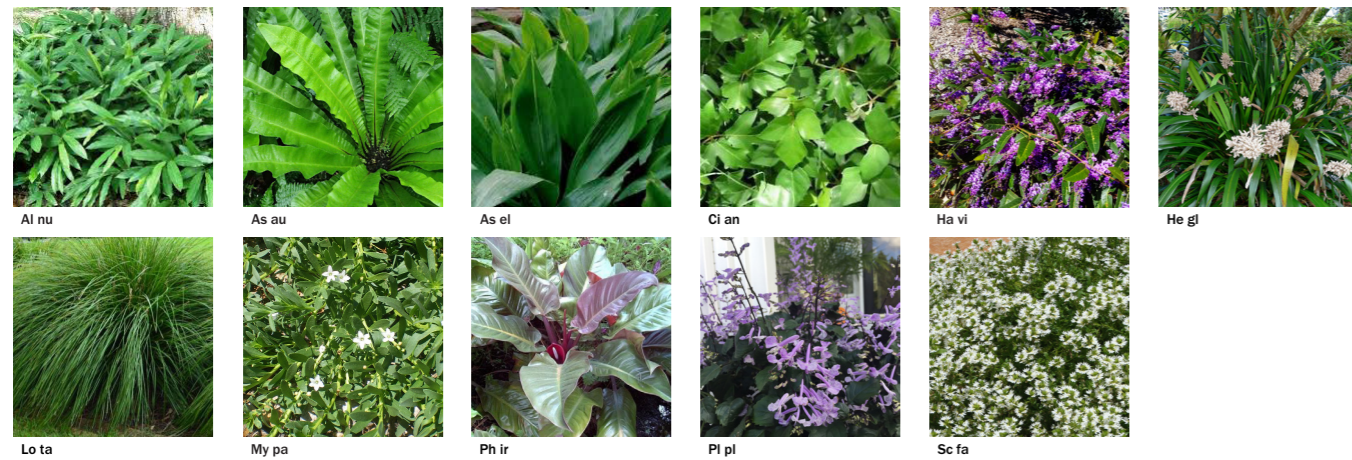 Al nu
As au
As el
Ci an
Ha vi
He gl
Lo ta
My pa
Ph ir
Pl pl
Sc fa